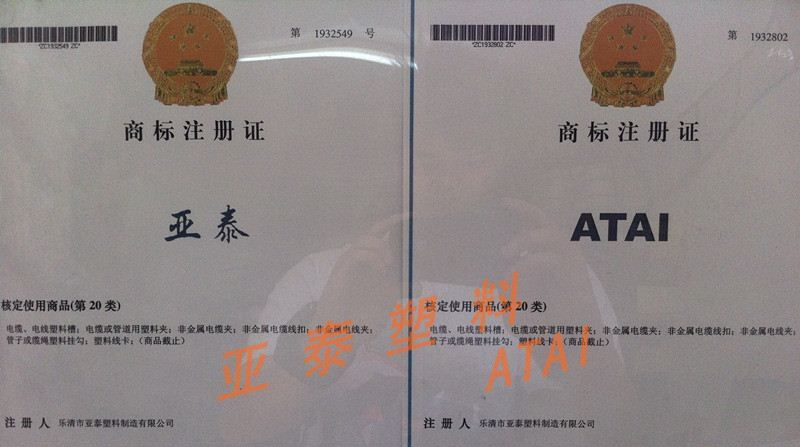 *ZC1932549 ZC*
第 1932549 号
商标注册证
亚泰
核定使用商品(第 20 类)
电缆、电线塑料槽；电缆或管道用塑料夹；非金属电缆夹；非金属电缆线扣；非金属电线夹；
管子或缆绳塑料挂勾；塑料线卡；(商品截止)
注册人 乐清市亚泰塑料制造有限公司
*ZC1932802 ZC*
第 1932802
商标注册证
ATAI
核定使用商品(第 20 类)
电缆、电线塑料槽；电缆或管道用塑料夹；非金属电缆夹；非金属电缆线扣；非金属电线夹；
管子或缆绳塑料挂勾；塑料线卡；(商品截止)
注册人 乐清市亚泰塑料制造有限公司
亚泰塑料
ATAI